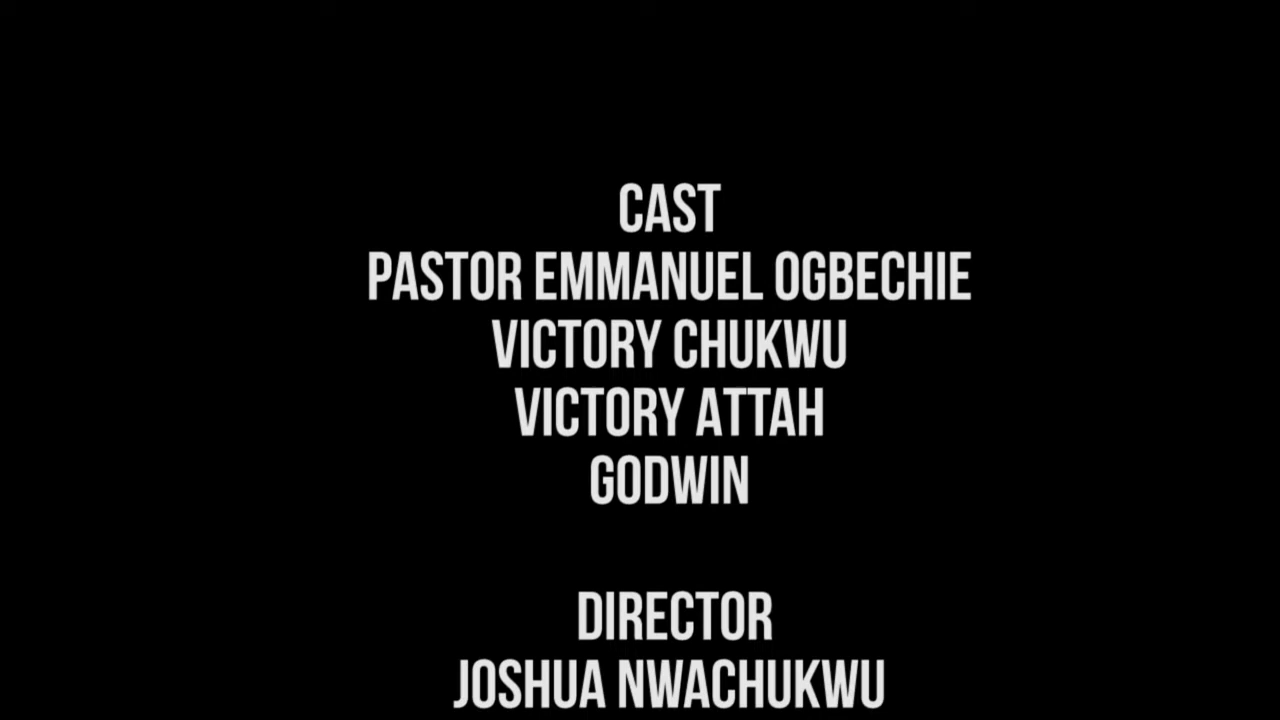 CAST
PASTOR EMMANUEL OGBECHIE
VICTORY CHUKWU
VICTORY ATTAH
GODWIN
DIRECTOR
JOSHUA NWACHUKWU